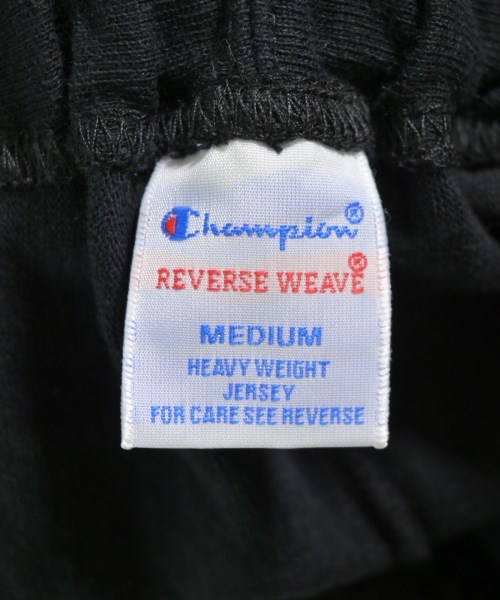 Champion®
REVERSE WEAVE®
MEDIUM
HEAVY WEIGHT
JERSEY
FOR CARE SEE REVERSE